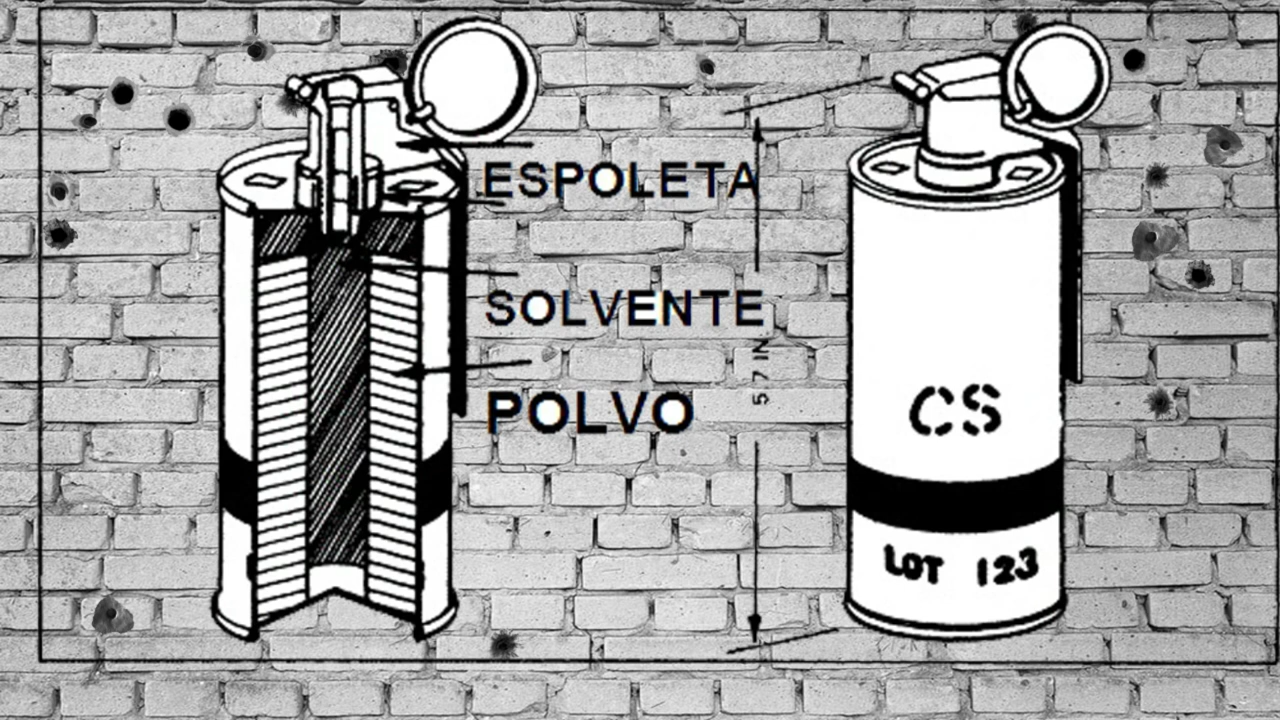 ESPOLETA
SOLVENTE
POLVO
5.7 IN
CS
LOT 123